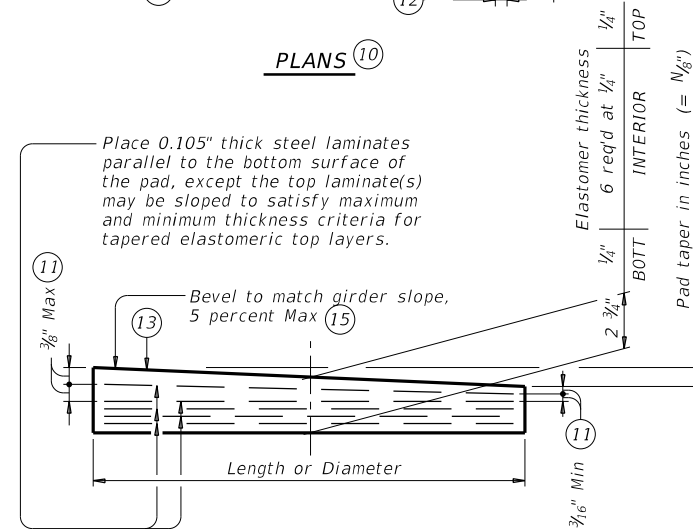 12
PLANS 10
Place 0.105" thick steel laminates
parallel to the bottom surface of
the pad, except the top laminate(s)
may be sloped to satisfy maximum
and minimum thickness criteria for
tapered elastomeric top layers.
11
3/8" Max
13
Bevel to match girder slope,
5 percent Max 15
Length or Diameter
11
3/16" Min
Elastomer thickness
6 req'd at 1/4"
1/4" TOP
INTERIOR
1/4" BOTT
2 3/4"
Pad taper in inches (= N/8")